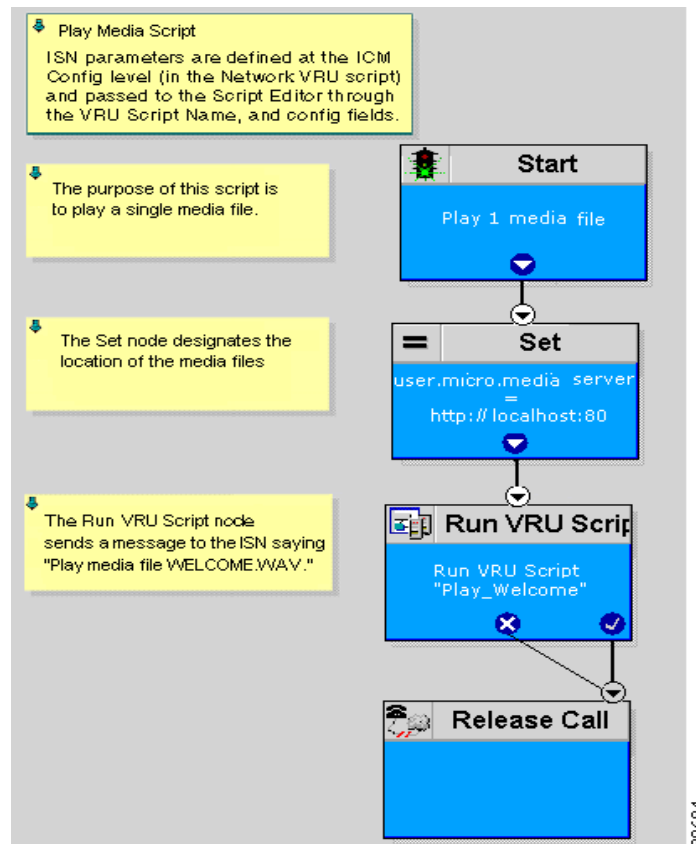 Play Media Script
ISN parameters are defined at the ICM
Config level (in the Network VRU script)
and passed to the Script Editor through
the VRU Script Name, and config fields.
Start
Play 1 media file
The purpose of this script is
to play a single media file.
The Set node designates the
location of the media files
=
Set
user.micro.media server
=
http://localhost:80
The Run VRU Script node
sends a message to the ISN saying
"Play media file WELCOME.WAV."
Run VRU Scrip
Run VRU Script
"Play_Welcome"
Release Call